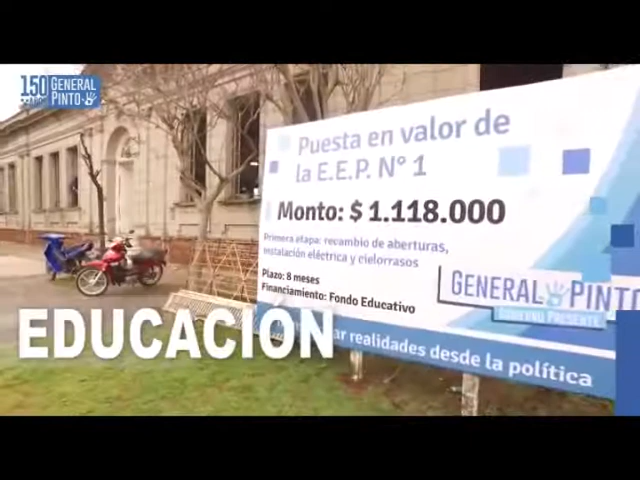 150
AÑOS
GENERAL
PINTO
Puesta en valor de
la E.E.P. N° 1
Monto: $ 1.118.000
Primera etapa: recambio de aberturas,
instalación eléctrica y cielorrasos
Plazo: 8 meses
Financiamiento: Fondo Educativo
GENERAL PINTO
GOBIERNO PRESENTE
realidades desde la política
EDUCACIÓN